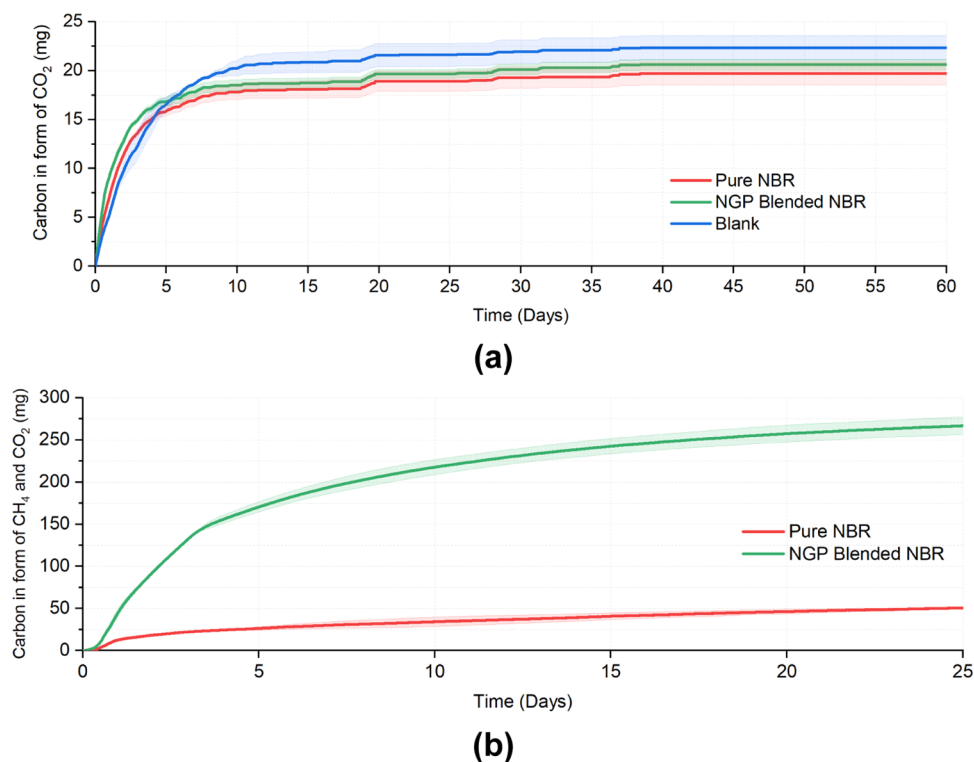 25
20
15
10
5
0
Carbon in form of CO₂ (mg)
Pure NBR
NGP Blended NBR
Blank
0 5 10 15 20 25 30 35 40 45 50 55 60
Time (Days)
(a)
300
250
200
150
100
50
0
Carbon in form of CH₄ and CO₂ (mg)
Pure NBR
NGP Blended NBR
0 5 10 15 20 25
Time (Days)
(b)